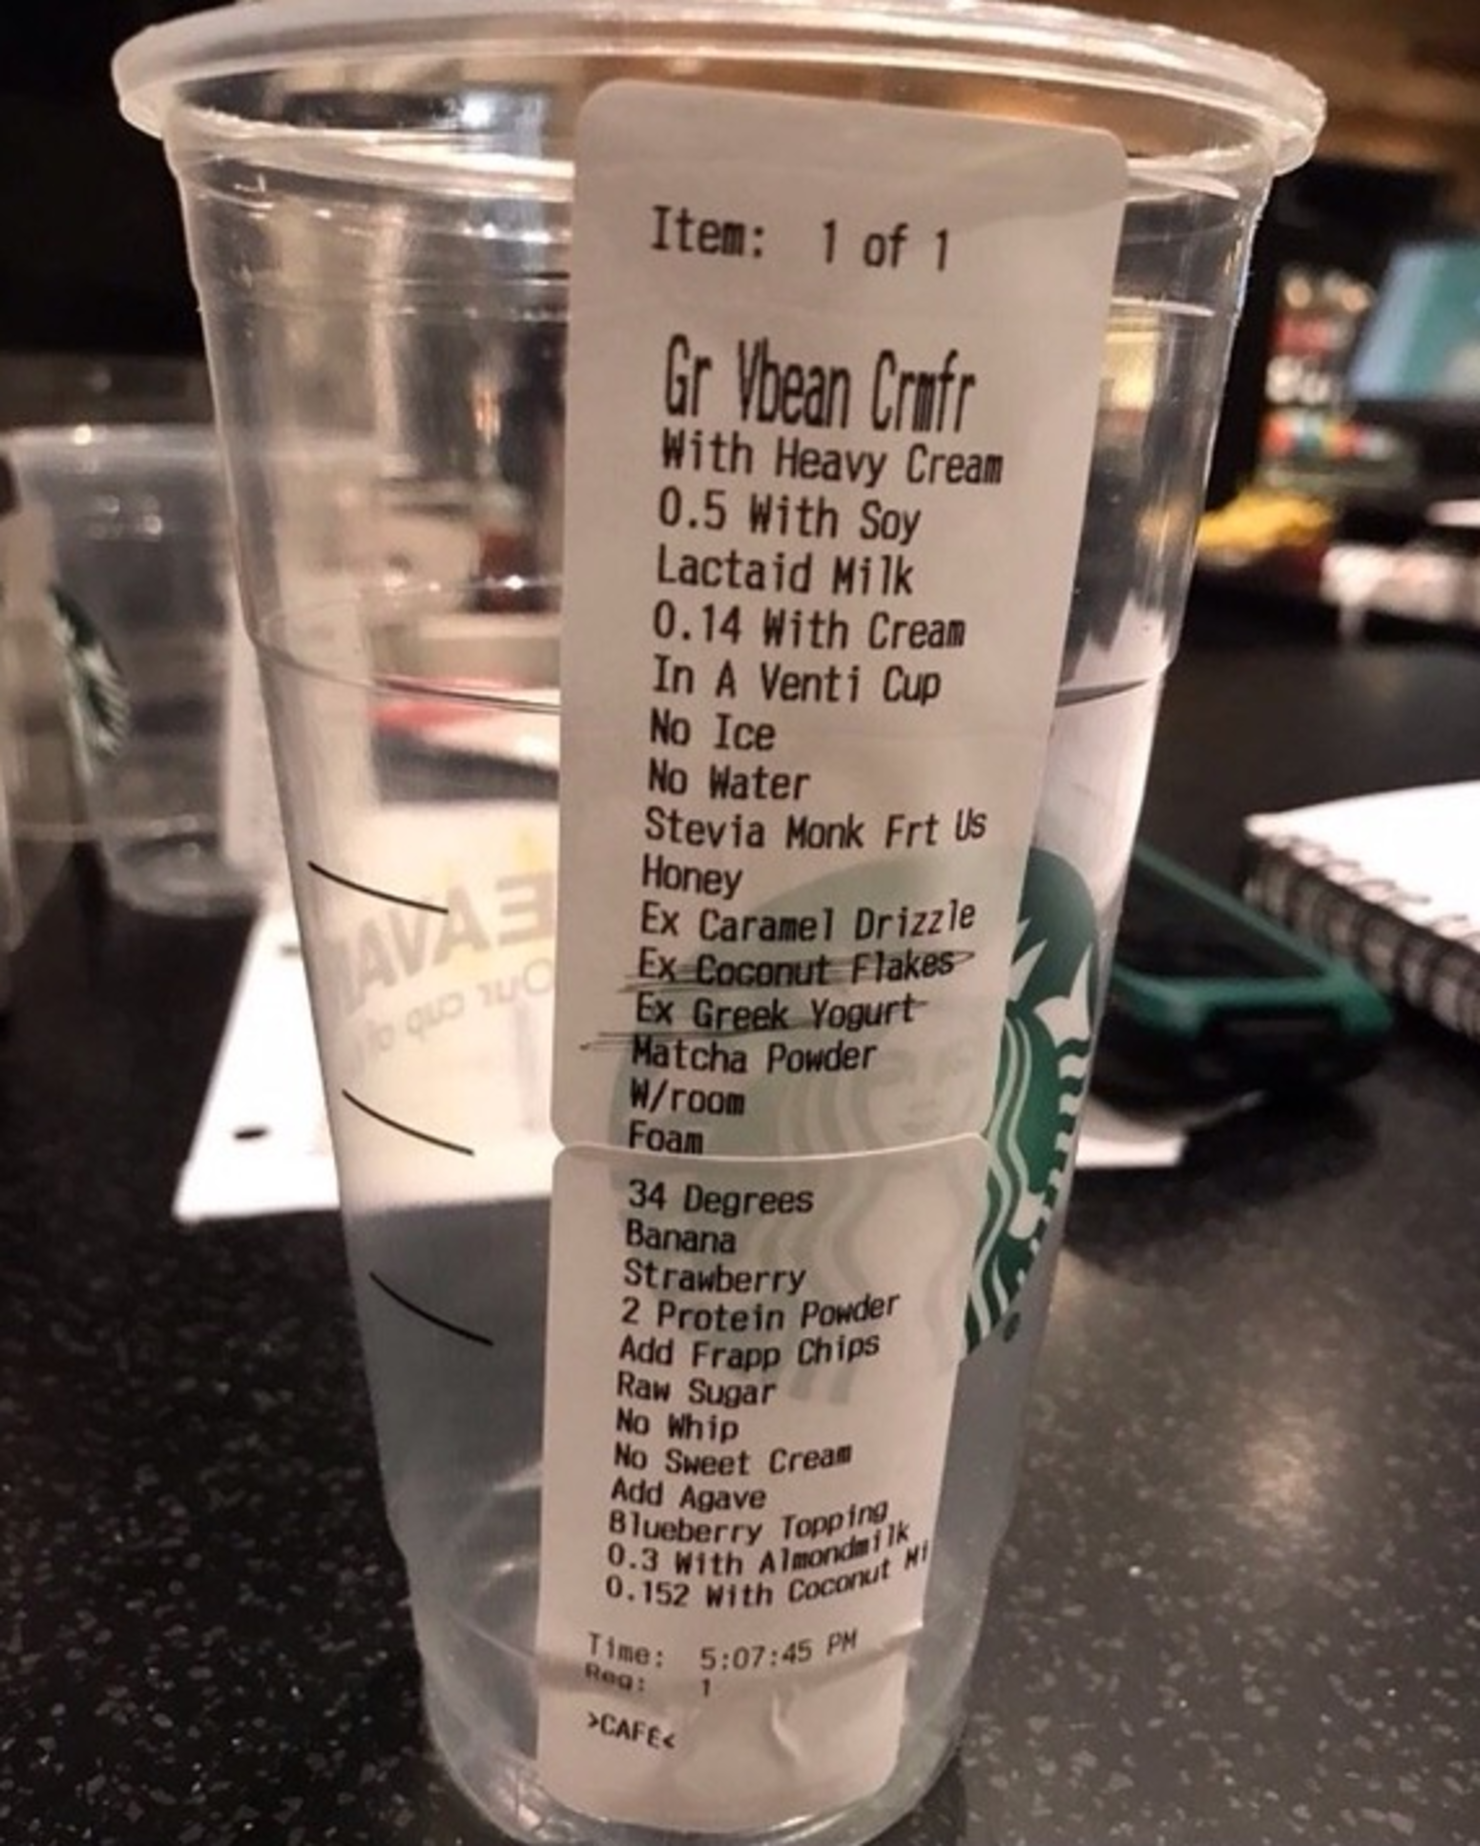 Item: 1 of 1
Gr Vbean Crmfr
With Heavy Cream
0.5 With Soy
Lactaid Milk
0.14 With Cream
In A Venti Cup
No Ice
No Water
Stevia Monk Frt Us
Honey
Ex Caramel Drizzle
Ex Coconut Flakes
Ex Greek Yogurt
Matcha Powder
W/room
Foam
34 Degrees
Banana
Strawberry
2 Protein Powder
Add Frapp Chips
Raw Sugar
No Whip
No Sweet Cream
Add Agave
Blueberry Topping
0.3 With Almondmilk
0.152 With Coconut Mi
Time: 5:07:45 PM
Reg: 1
>CAFE<